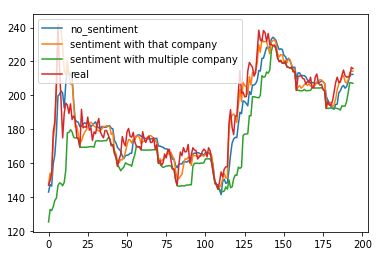 no_sentiment
sentiment with that company
sentiment with multiple company
real
240
220
200
180
160
140
120
0 25 50 75 100 125 150 175 200